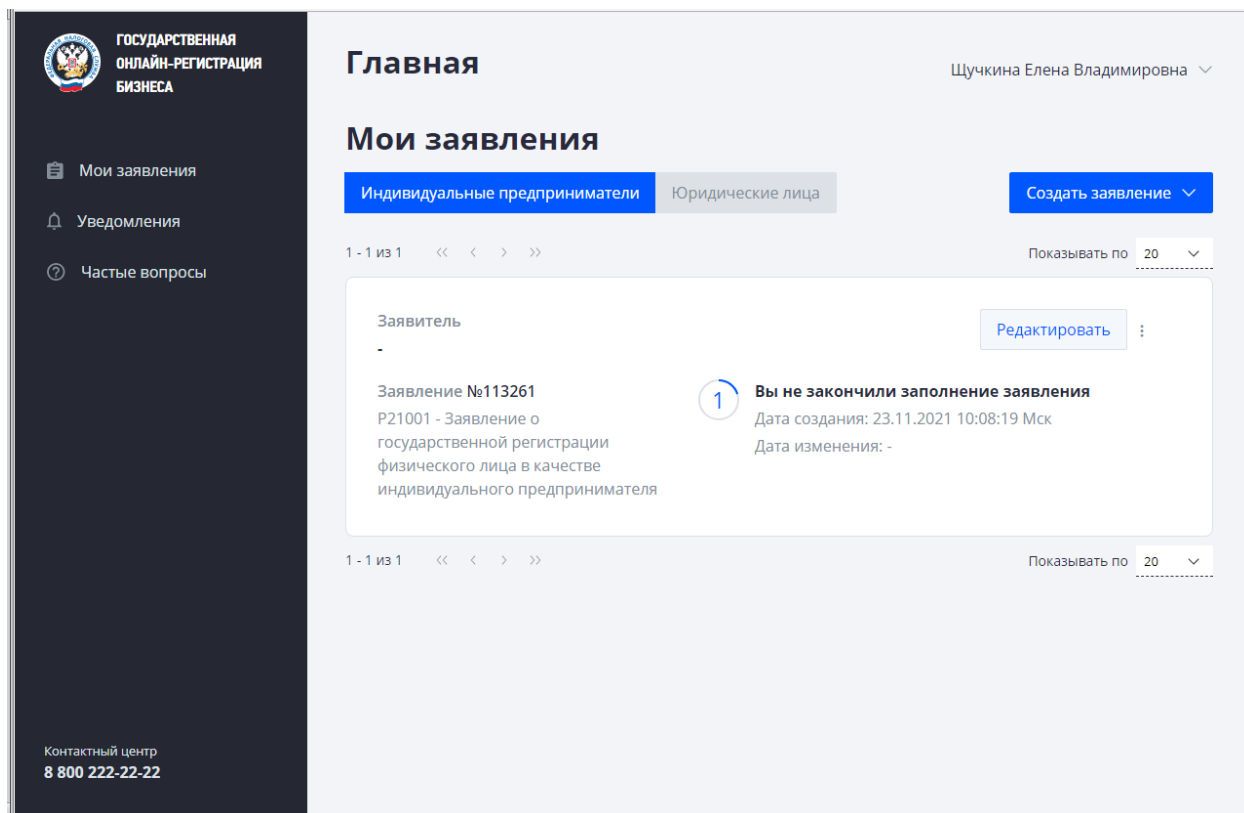 ГОСУДАРСТВЕННАЯ
ОНЛАЙН-РЕГИСТРАЦИЯ
БИЗНЕСА
Мои заявления
Уведомления
Частые вопросы
Контактный центр
8 800 222-22-22
Главная
Щучкина Елена Владимировна
Мои заявления
Индивидуальные предприниматели Юридические лица
Создать заявление
1 - 1 из 1
Показывать по 20
Заявитель
-
Редактировать
Заявление №113261
Р21001 - Заявление о
государственной регистрации
физического лица в качестве
индивидуального предпринимателя
1
Вы не закончили заполнение заявления
Дата создания: 23.11.2021 10:08:19 Мск
Дата изменения: -
1 - 1 из 1
Показывать по 20